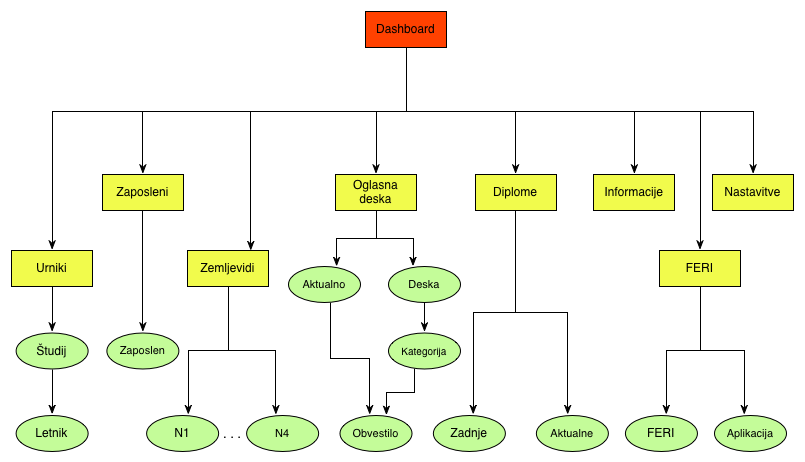 Dashboard
Zaposleni
Oglasna
deska
Diplome
Informacije
Nastavitve
Urniki
Zemljevidi
FERI
Aktualno
Deska
Študij
Zaposlen
Kategorija
Letnik
N1
. . .
N4
Obvestilo
Zadnje
Aktualne
FERI
Aplikacija